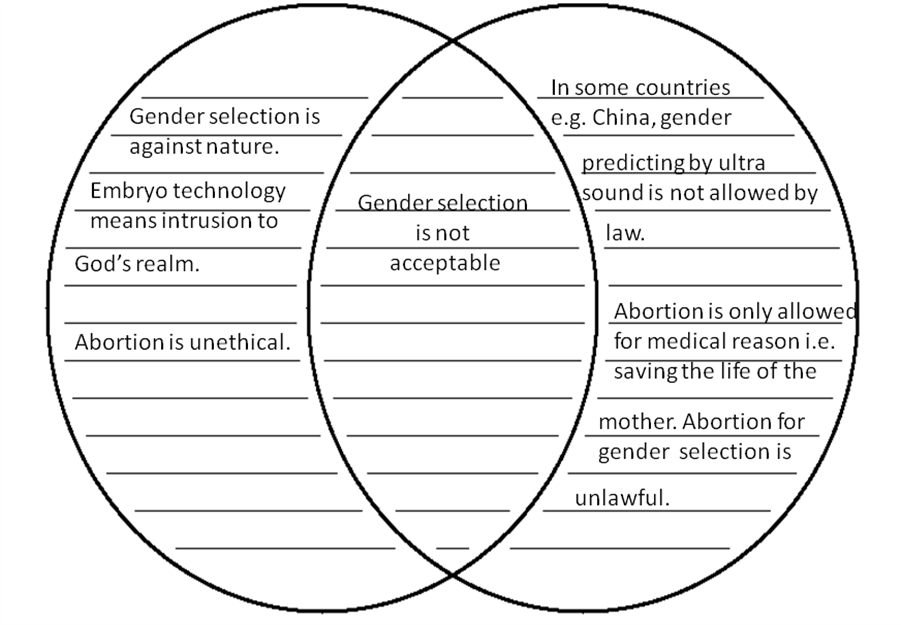 Gender selection is
against nature.
Embryo technology
means intrusion to
God's realm.
Abortion is unethical.
Gender selection
is not
acceptable
In some countries
e.g. China, gender
predicting by ultra
sound is not allowed by
law.
Abortion is only allowed
for medical reason i.e.
saving the life of the
mother. Abortion for
gender selection is
unlawful.